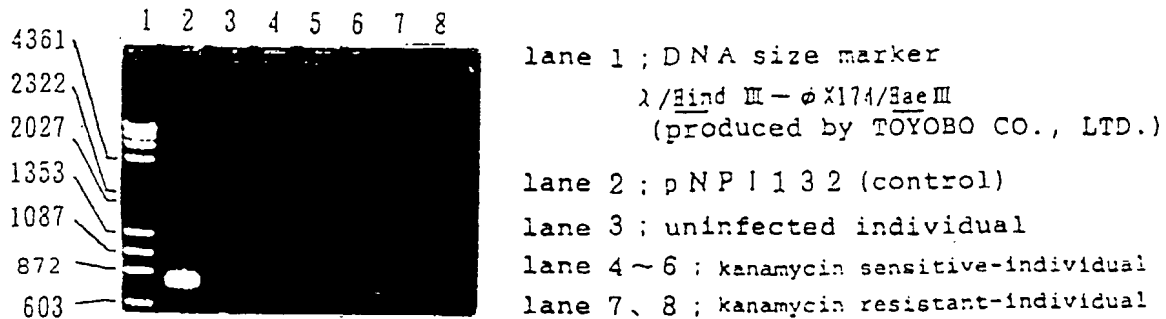 1 2 3 4 5 6 7 8
4361
2322
2027
1353
1087
872
603
lane 1 ; DNA size marker
λ/Hind III - φX174/Hae III
(produced by TOYOBO CO., LTD.)
lane 2 ; pNPI132 (control)
lane 3 ; uninfected individual
lane 4~6 ; kanamycin sensitive-individual
lane 7、8 ; kanamycin resistant-individual